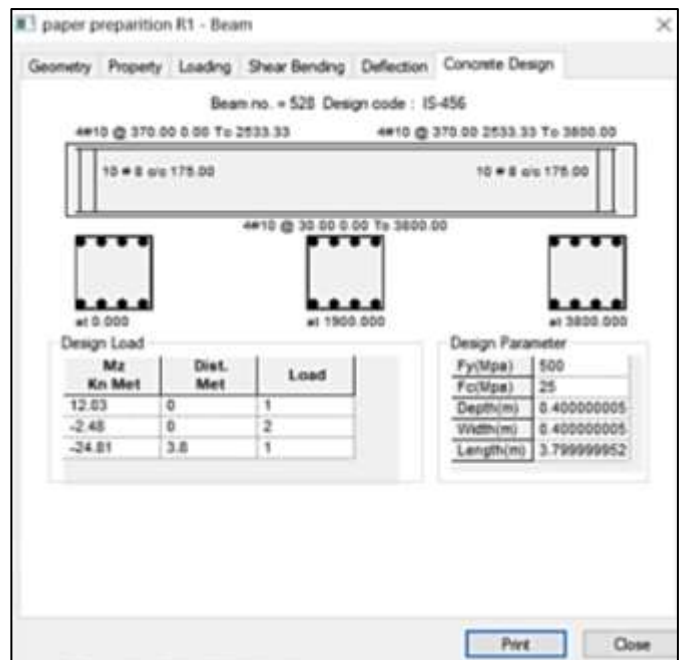 paper prepartition R1 - Beam
Geometry Property Loading Shear Bending Deflection Concrete Design
Beam no. = 528 Design code : IS-456
4#10 @ 370.00 0.00 To 2533.33 4#10 @ 370.00 2533.33 To 3800.00
10 # 8 c/c 175.00 10 # 8 c/c 175.00
4#10 @ 30.00 0.00 To 3800.00
at 0.000 at 1900.000 at 3800.000
Design Load Design Parameter
Mz Kn Met Dist. Met Load
12.03 0 1
-2.48 0 2
-24.81 3.8 1
Fy(Mpa) 500
Fc(Mpa) 25
Depth(m) 0.400000005
Width(m) 0.400000005
Length(m) 3.799999952
Print Close